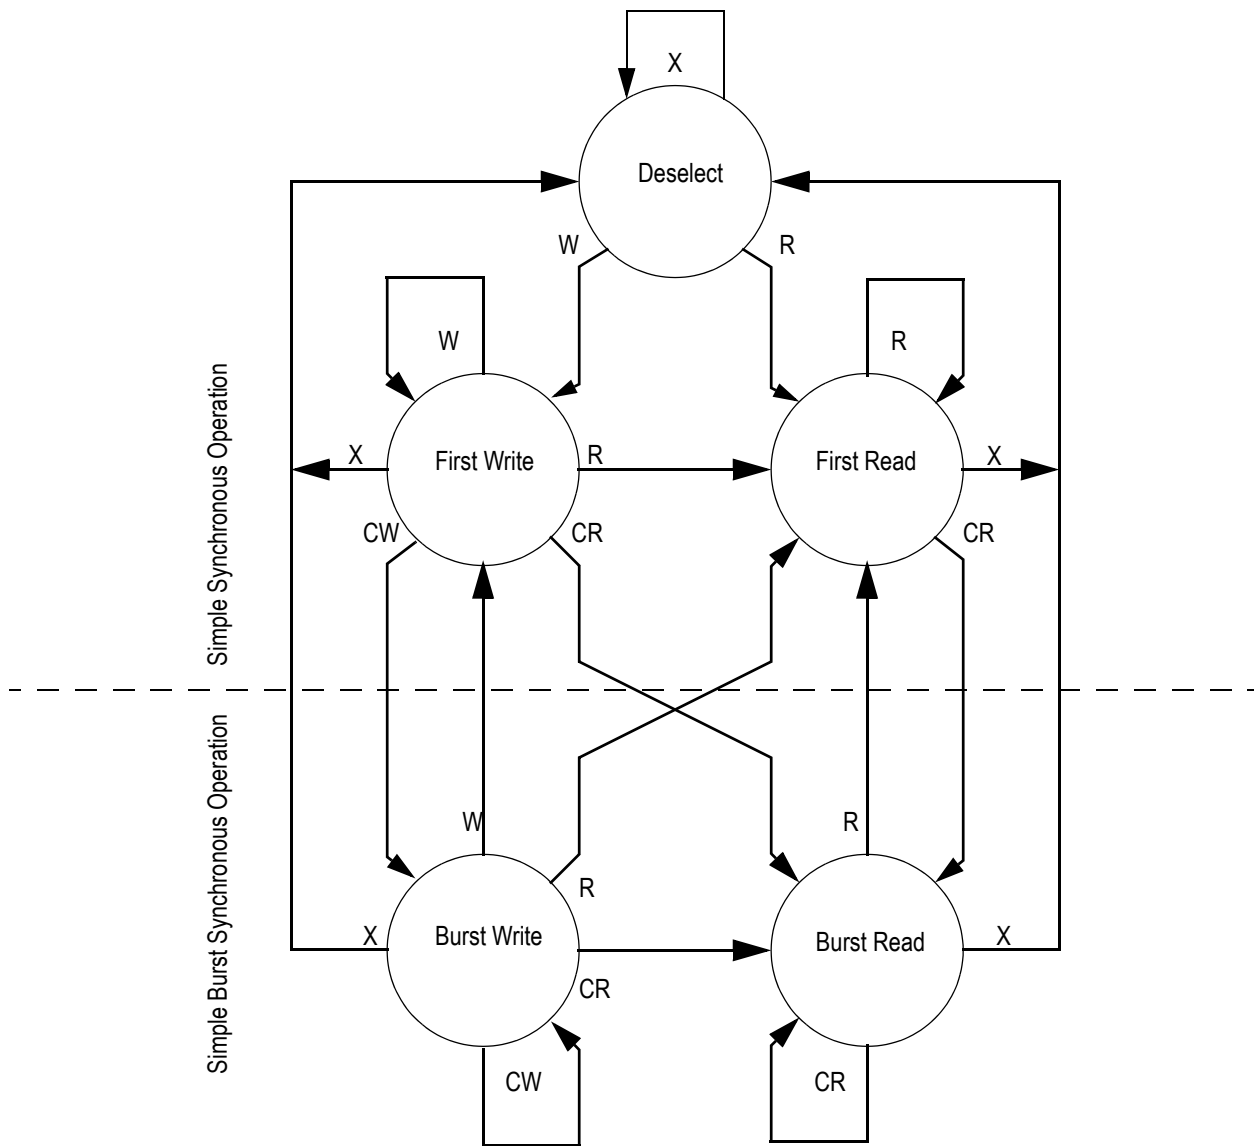 X
Deselect
W
R
W
R
Simple Synchronous Operation
First Write
First Read
X
R
X
CW
CR
CR
Simple Burst Synchronous Operation
W
R
R
X
Burst Write
Burst Read
X
CR
CW
CR